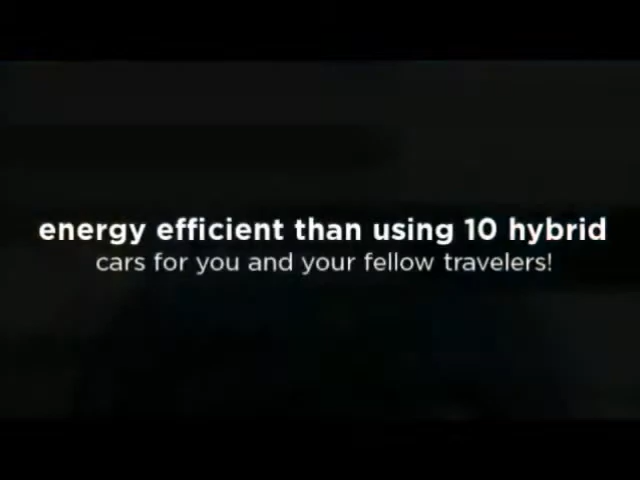 energy efficient than using 10 hybrid
cars for you and your fellow travelers!